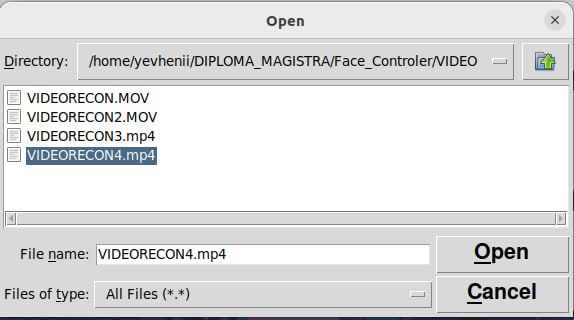 Open
Directory: /home/yevhenii/DIPLOMA_MAGISTRA/Face_Controler/VIDEO
VIDEORECON.MOV
VIDEORECON2.MOV
VIDEORECON3.mp4
VIDEORECON4.mp4
File name: VIDEORECON4.mp4 Open
Files of type: All Files (*.*) Cancel